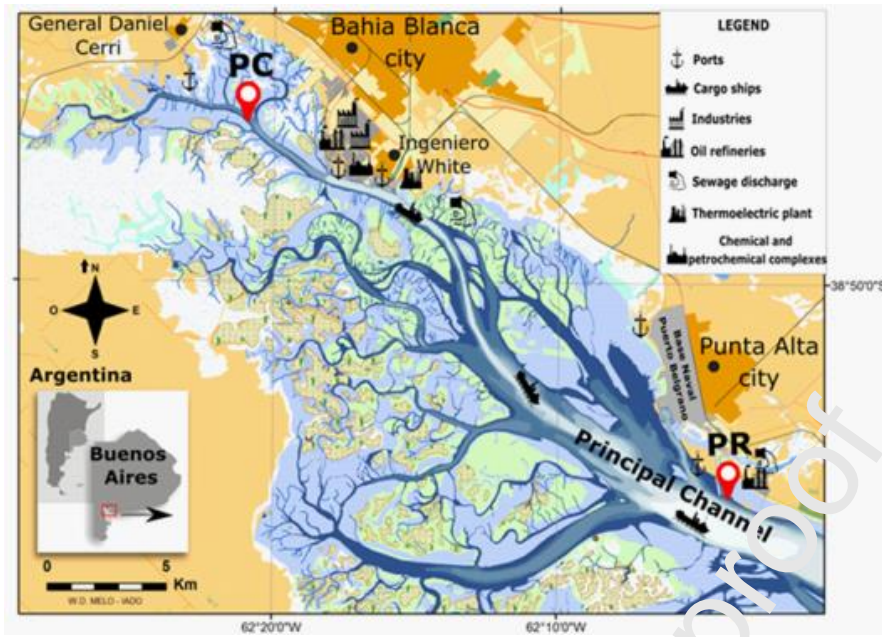 General Daniel
Cerri
Bahia Blanca
city
PC
Ingeniero
White
LEGEND
Ports
Cargo ships
Industries
Oil refineries
Sewage discharge
Thermoelectric plant
Chemical and
petrochemical complexes
38°50'0"S
N
O
E
S
Base Naval
Puerto Belgrano
Punta Alta
city
PR
Principal Channel
Argentina
Buenos
Aires
0 5
Km
W.D. MELO - IADO
62°20'0"W
62°10'0"W
proof